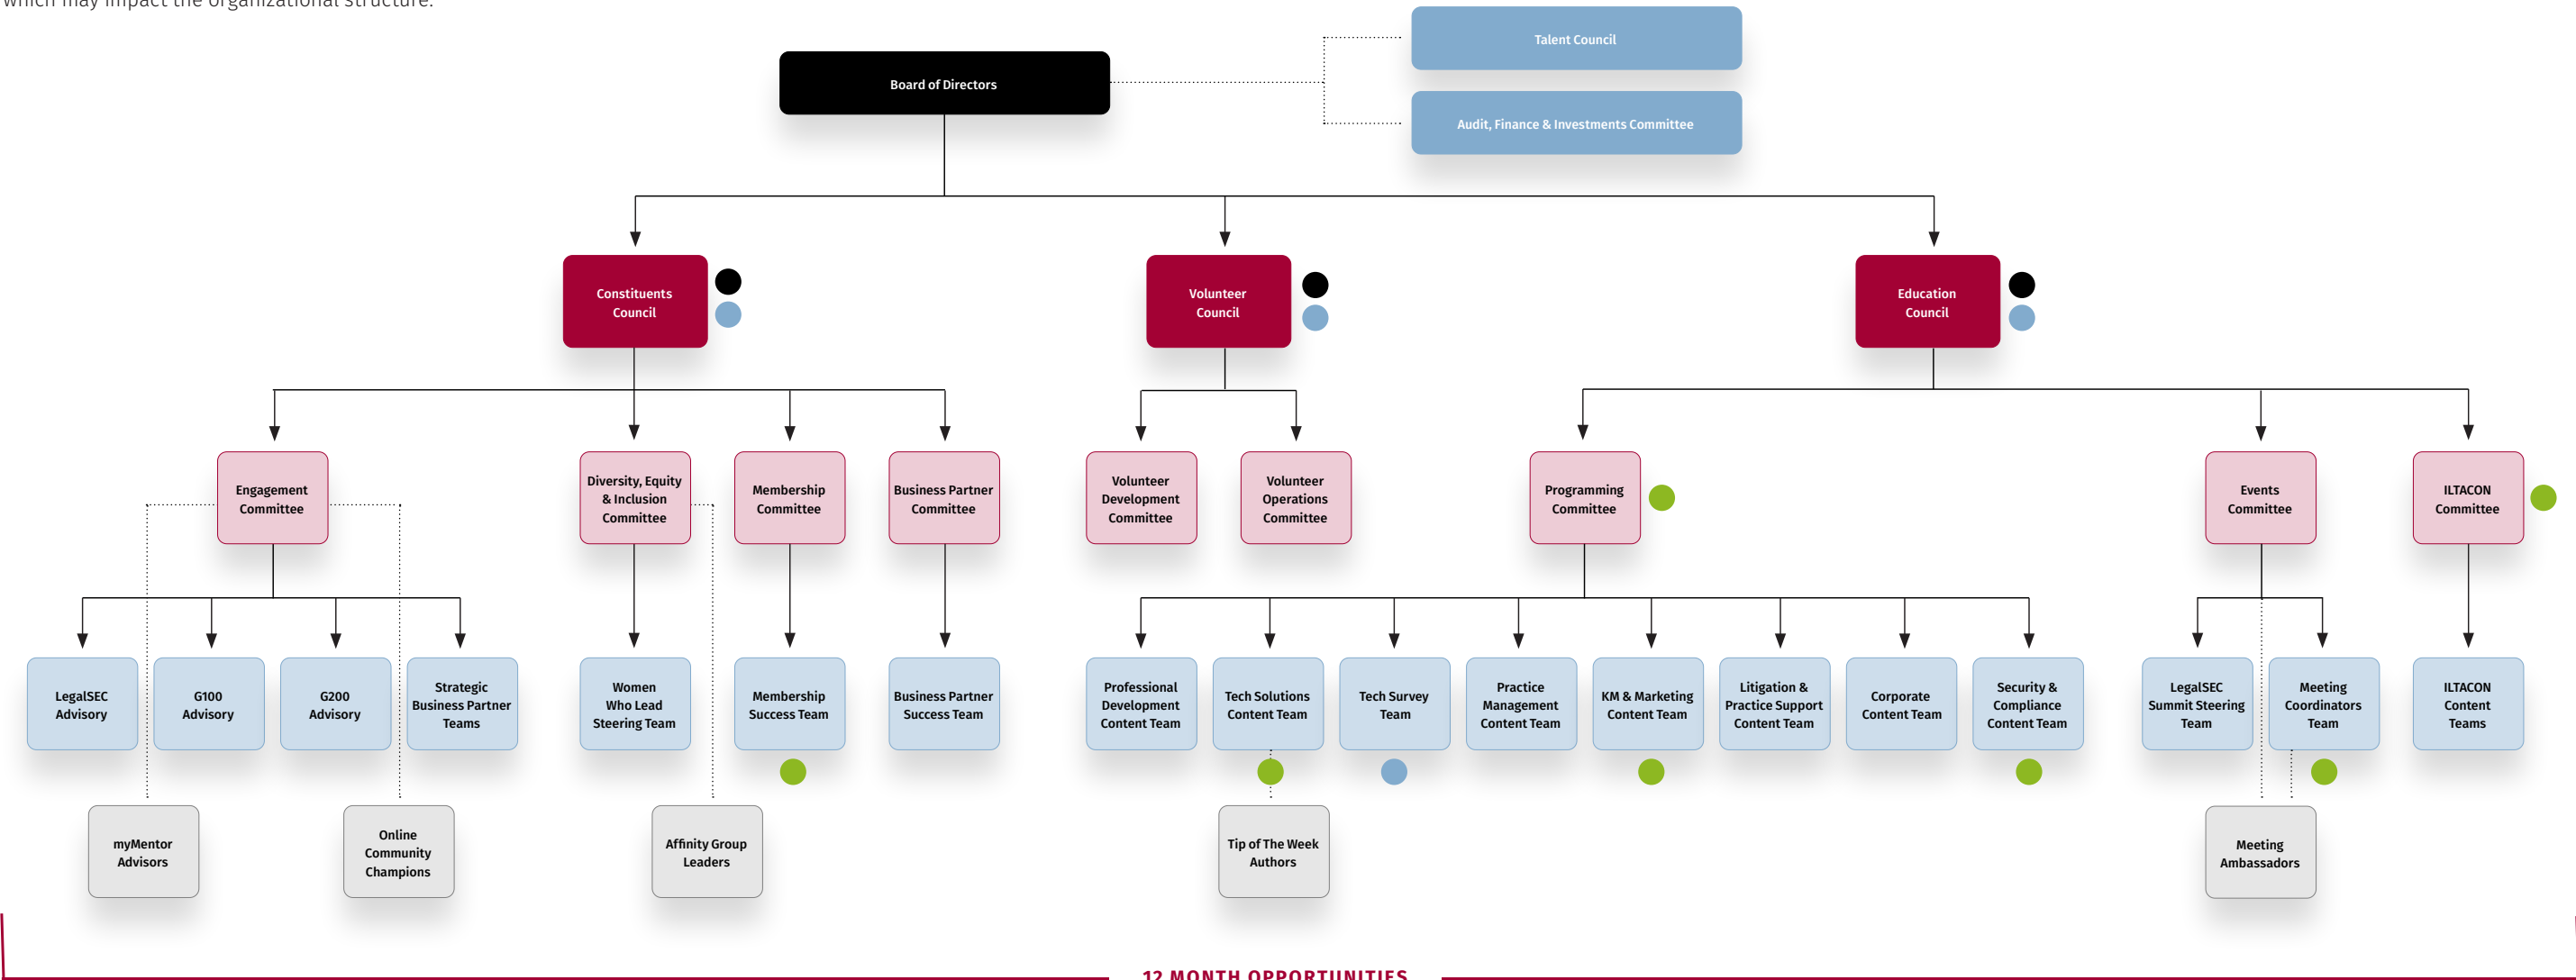 which may impact the organizational structure.
Talent Council
Board of Directors
Audit, Finance & Investments Committee
Constituents
Council
Volunteer
Council
Education
Council
Engagement
Committee
Diversity, Equity
& Inclusion
Committee
Membership
Committee
Business Partner
Committee
Volunteer
Development
Committee
Volunteer
Operations
Committee
Programming
Committee
Events
Committee
ILTACON
Committee
LegalSEC
Advisory
G100
Advisory
G200
Advisory
Strategic
Business Partner
Teams
Women
Who Lead
Steering Team
Membership
Success Team
Business Partner
Success Team
Professional
Development
Content Team
Tech Solutions
Content Team
Tech Survey
Team
Practice
Management
Content Team
KM & Marketing
Content Team
Litigation &
Practice Support
Content Team
Corporate
Content Team
Security &
Compliance
Content Team
LegalSEC
Summit Steering
Team
Meeting
Coordinators
Team
ILTACON
Content
Teams
myMentor
Advisors
Online
Community
Champions
Affinity Group
Leaders
Tip of The Week
Authors
Meeting
Ambassadors
12 MONTH OPPORTUNITIES